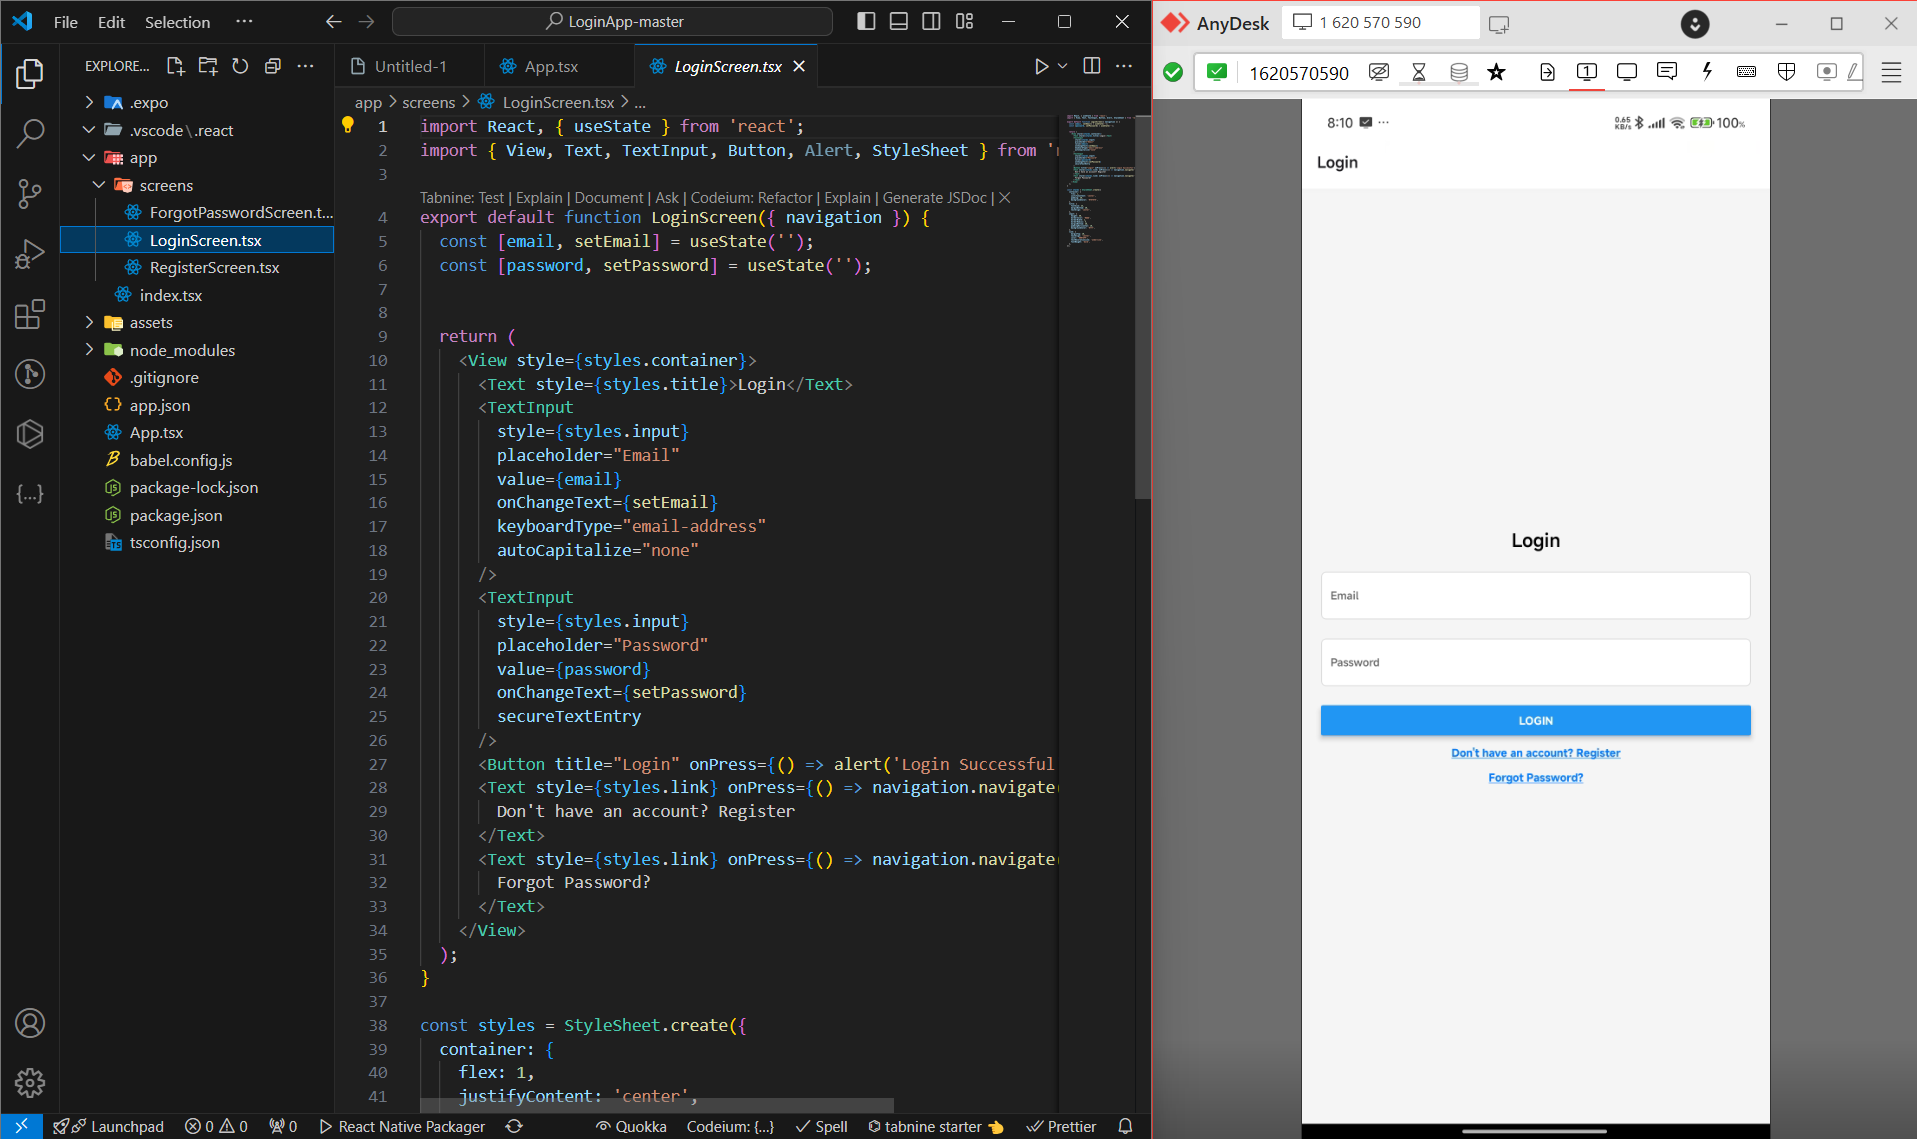 File Edit Selection ··· LoginApp-master
EXPLORE... ···
.expo
.vscode\.react
app
screens
ForgotPasswordScreen.t...
LoginScreen.tsx
RegisterScreen.tsx
index.tsx
assets
node_modules
.gitignore
app.json
App.tsx
babel.config.js
package-lock.json
package.json
tsconfig.json
Untitled-1 App.tsx LoginScreen.tsx
app > screens > LoginScreen.tsx > ...
1 import React, { useState } from 'react';
2 import { View, Text, TextInput, Button, Alert, StyleSheet } from '
3
Tabnine: Test | Explain | Document | Ask | Codeium: Refactor | Explain | Generate JSDoc | ×
4 export default function LoginScreen({ navigation }) {
5 const [email, setEmail] = useState('');
6 const [password, setPassword] = useState('');
7
8
9 return (
10 <View style={styles.container}>
11 <Text style={styles.title}>Login</Text>
12 <TextInput
13 style={styles.input}
14 placeholder="Email"
15 value={email}
16 onChangeText={setEmail}
17 keyboardType="email-address"
18 autoCapitalize="none"
19 />
20 <TextInput
21 style={styles.input}
22 placeholder="Password"
23 value={password}
24 onChangeText={setPassword}
25 secureTextEntry
26 />
27 <Button title="Login" onPress={() => alert('Login Successful
28 <Text style={styles.link} onPress={() => navigation.navigate(
29 Don't have an account? Register
30 </Text>
31 <Text style={styles.link} onPress={() => navigation.navigate(
32 Forgot Password?
33 </Text>
34 </View>
35 );
36 }
37
38 const styles = StyleSheet.create({
39 container: {
40 flex: 1,
41 justifyContent: 'center',
Launchpad 0 0 0 React Native Packager Quokka Codeium: {...} Spell tabnine starter Prettier
AnyDesk 1 620 570 590
1620570590 1
8:10 ··· 0.65 KB/s 100%
Login
Login
Email
Password
LOGIN
Don't have an account? Register
Forgot Password?